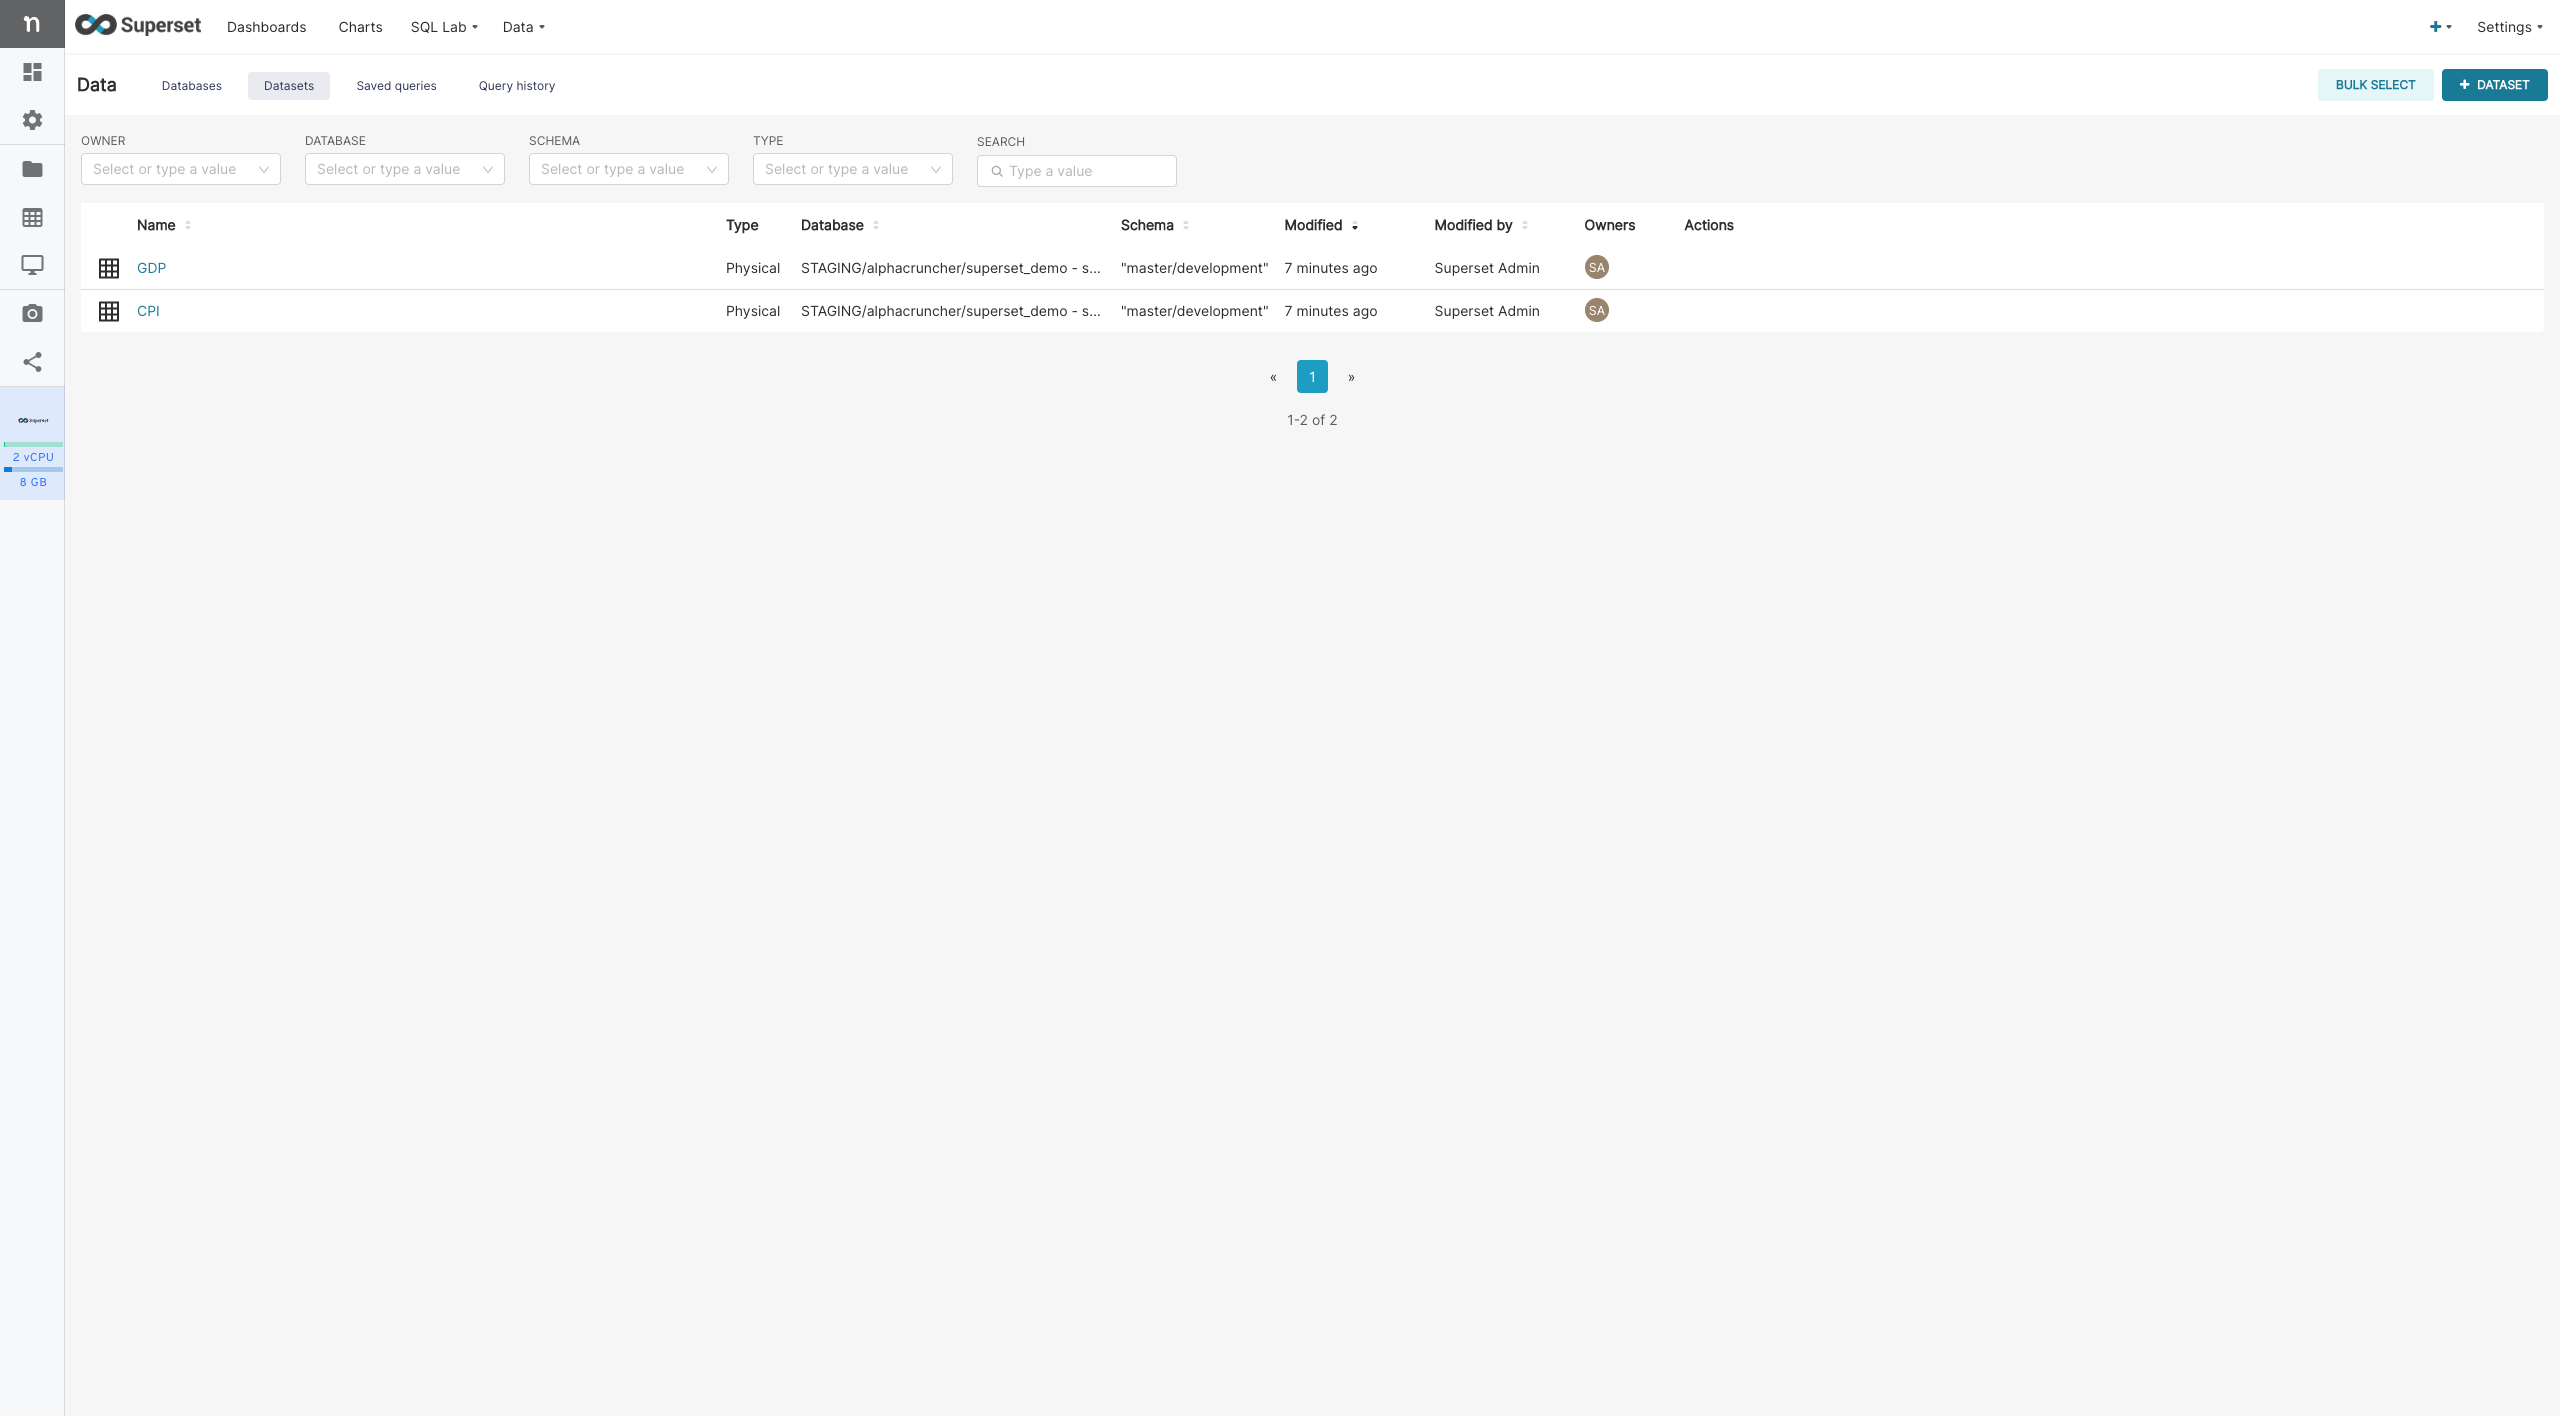 n
Superset Dashboards Charts SQL Lab Data Settings
Data Databases Datasets Saved queries Query history BULK SELECT + DATASET
OWNER DATABASE SCHEMA TYPE SEARCH
Select or type a value Select or type a value Select or type a value Select or type a value Type a value
Name Type Database Schema Modified Modified by Owners Actions
GDP Physical STAGING/alphacruncher/superset_demo - s... "master/development" 7 minutes ago Superset Admin SA
CPI Physical STAGING/alphacruncher/superset_demo - s... "master/development" 7 minutes ago Superset Admin SA
« 1 »
1-2 of 2
Superset
2 vCPU
8 GB